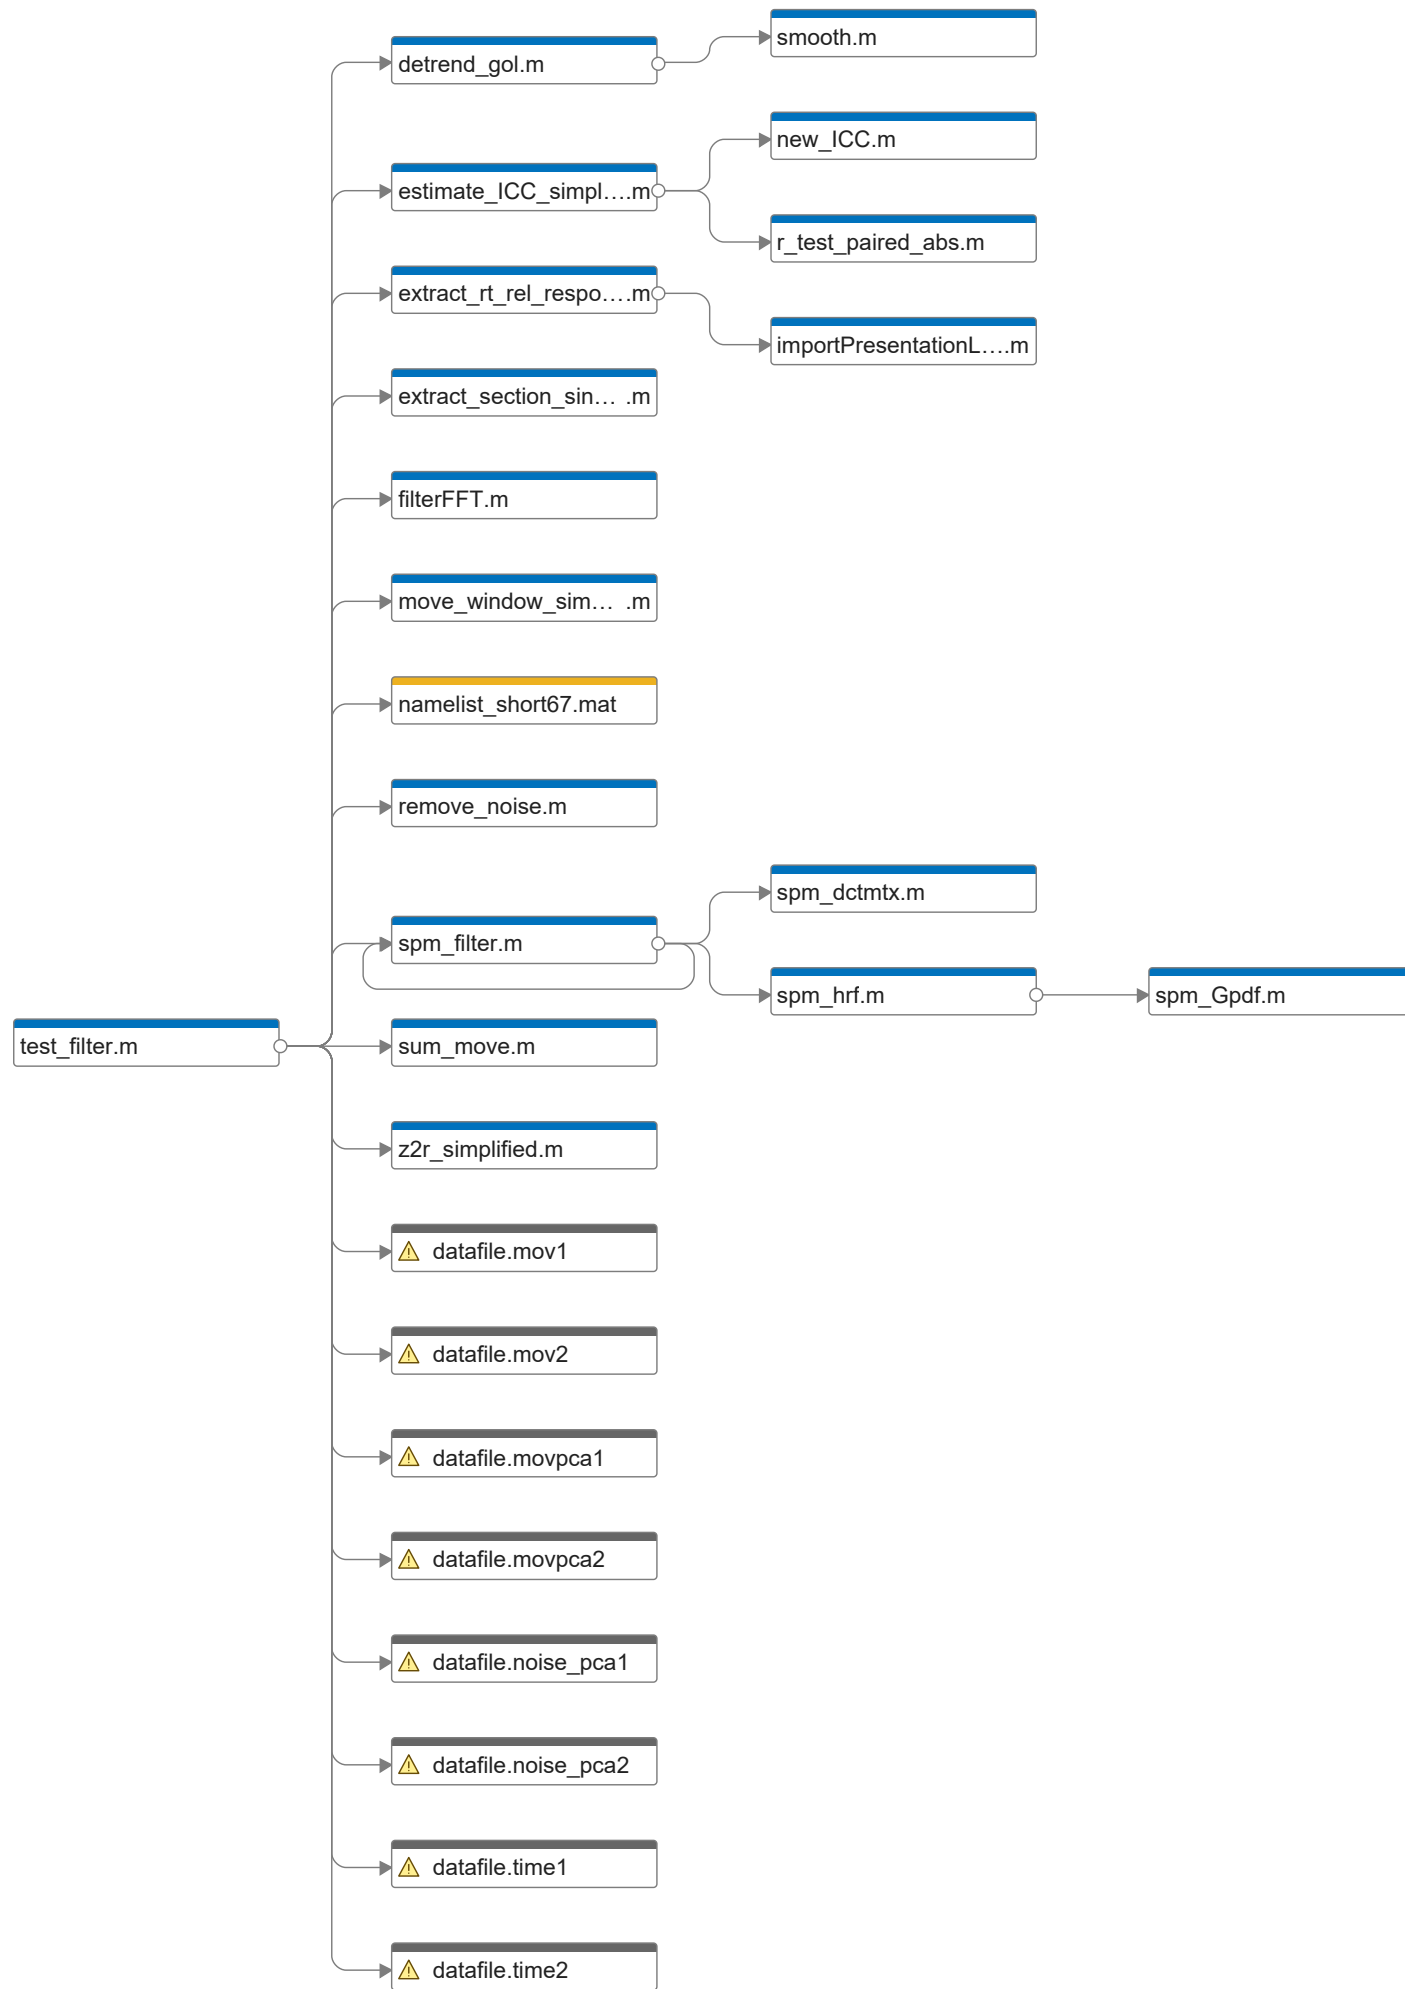 smooth.m
detrend_gol.m
new_ICC.m
estimate_ICC_simpl….m
r_test_paired_abs.m
extract_rt_rel_respo….m
importPresentationL….m
extract_section_sin… .m
filterFFT.m
move_window_sim… .m
namelist_short67.mat
remove_noise.m
spm_dctmtx.m
spm_filter.m
spm_hrf.m
spm_Gpdf.m
test_filter.m
sum_move.m
z2r_simplified.m
datafile.mov1
datafile.mov2
datafile.movpca1
datafile.movpca2
datafile.noise_pca1
datafile.noise_pca2
datafile.time1
datafile.time2